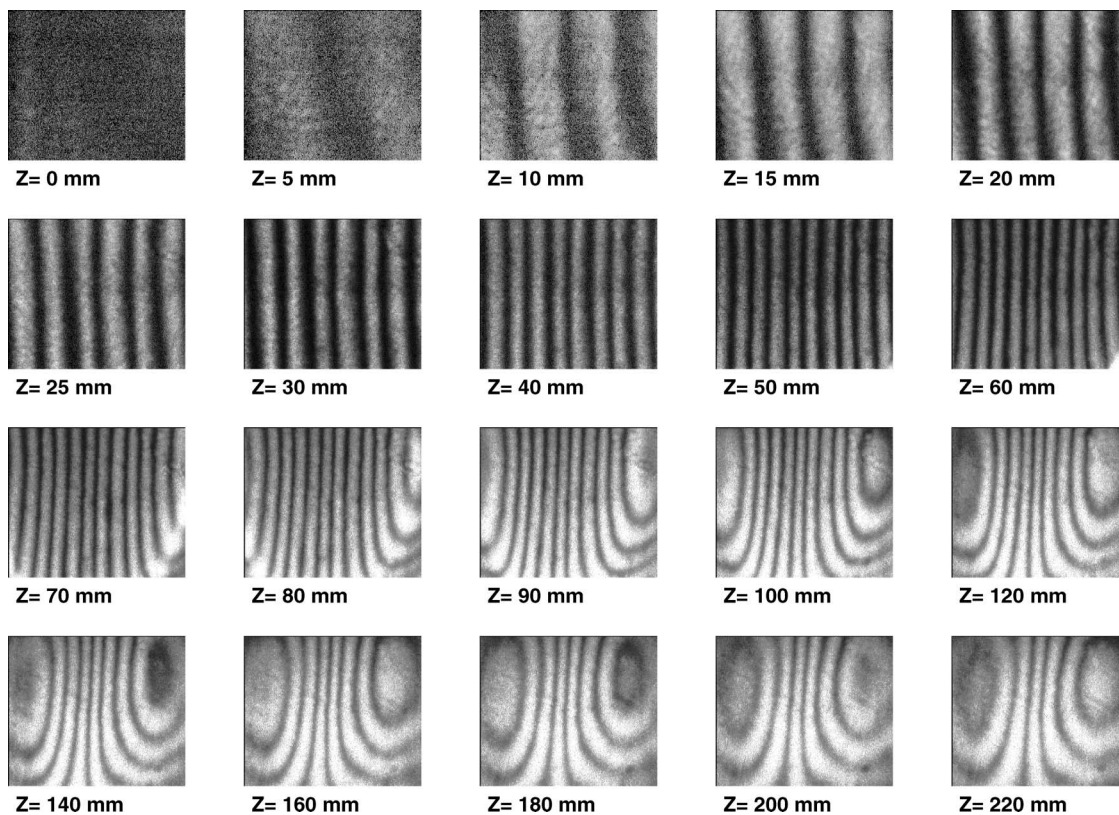 Z= 0 mm
Z= 5 mm
Z= 10 mm
Z= 15 mm
Z= 20 mm
Z= 25 mm
Z= 30 mm
Z= 40 mm
Z= 50 mm
Z= 60 mm
Z= 70 mm
Z= 80 mm
Z= 90 mm
Z= 100 mm
Z= 120 mm
Z= 140 mm
Z= 160 mm
Z= 180 mm
Z= 200 mm
Z= 220 mm